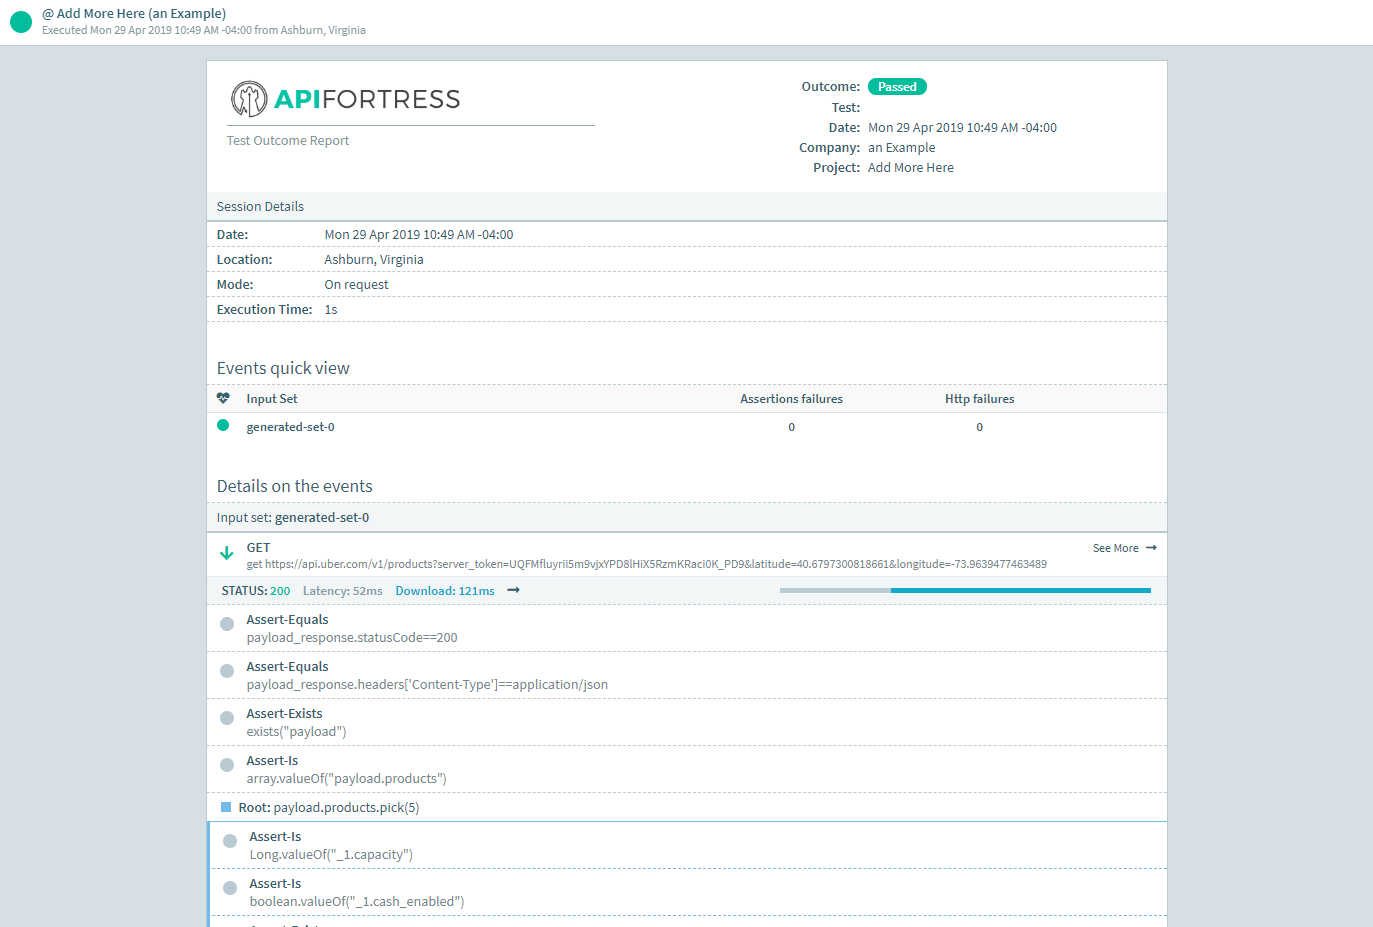 @ Add More Here (an Example)
Executed Mon 29 Apr 2019 10:49 AM -04:00 from Ashburn, Virginia
APIFORTRESS
Test Outcome Report
Outcome: Passed
Test:
Date: Mon 29 Apr 2019 10:49 AM -04:00
Company: an Example
Project: Add More Here
Session Details
Date: Mon 29 Apr 2019 10:49 AM -04:00
Location: Ashburn, Virginia
Mode: On request
Execution Time: 1s
Events quick view
Input Set Assertions failures Http failures
generated-set-0 0 0
Details on the events
Input set: generated-set-0
GET See More →
get https://api.uber.com/v1/products?server_token=UQFMfluyrii5m9vjxYPD8lHiX5RzmKRaci0K_PD9&latitude=40.6797300818661&longitude=-73.9639477463489
STATUS: 200 Latency: 52ms Download: 121ms →
Assert-Equals
payload_response.statusCode==200
Assert-Equals
payload_response.headers['Content-Type']==application/json
Assert-Exists
exists("payload")
Assert-Is
array.valueOf("payload.products")
Root: payload.products.pick(5)
Assert-Is
Long.valueOf("_1.capacity")
Assert-Is
boolean.valueOf("_1.cash_enabled")